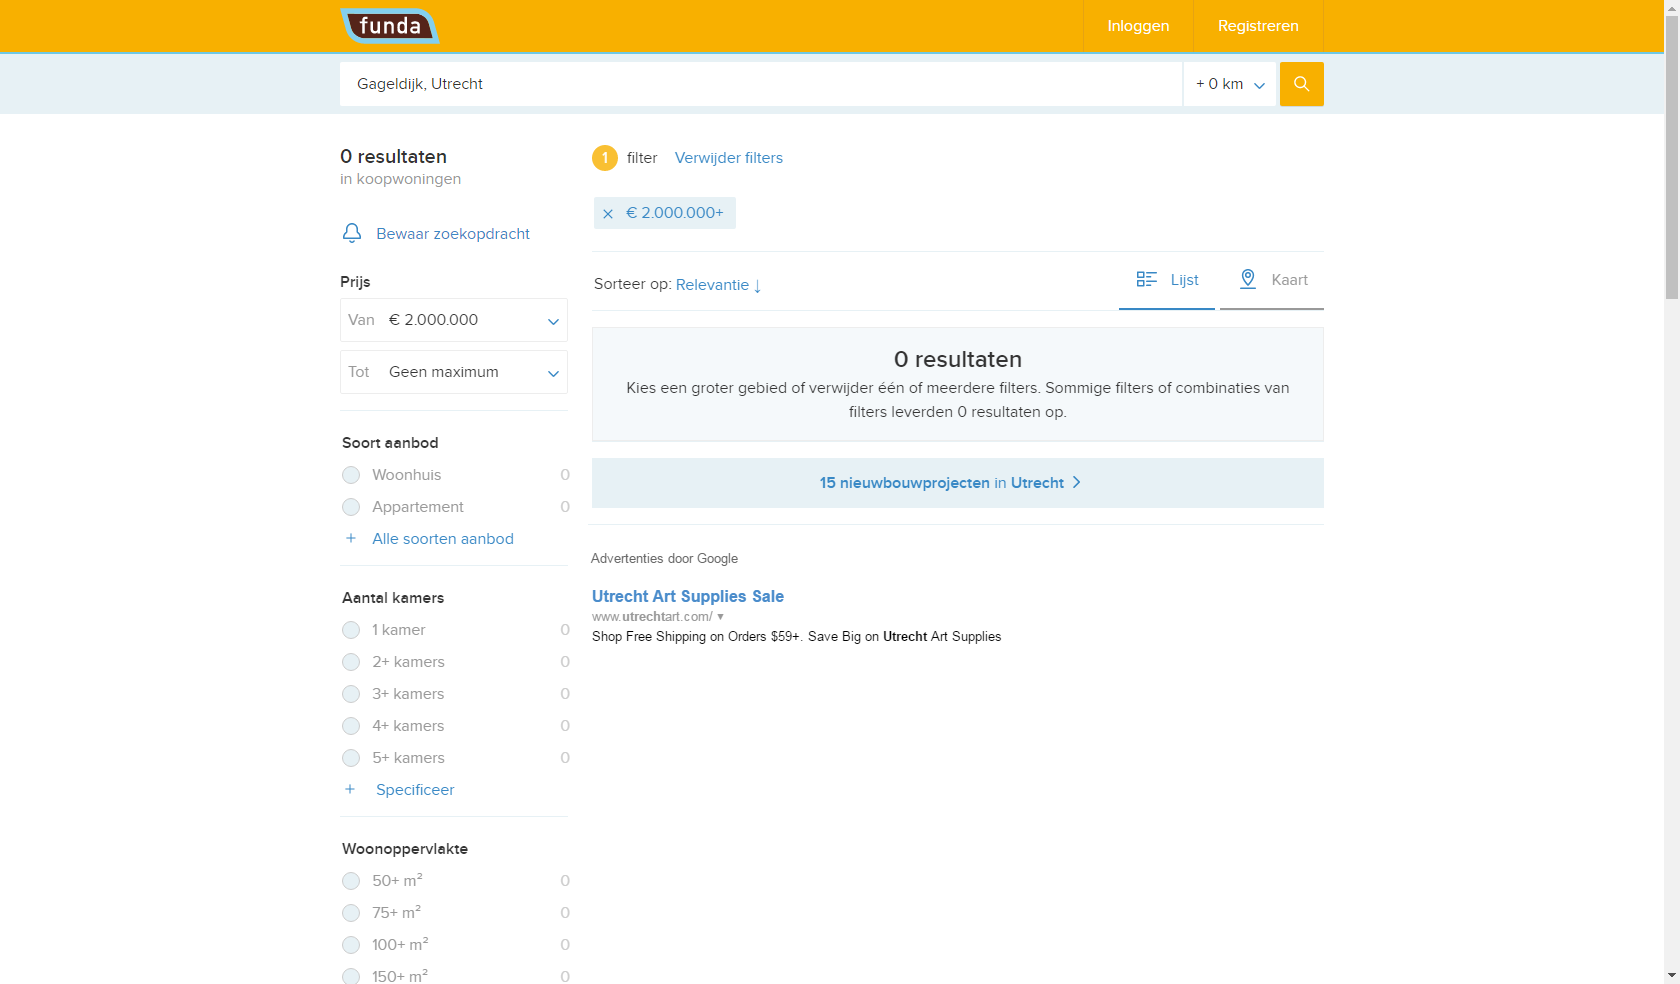 funda
Inloggen
Registreren
Gageldijk, Utrecht
+ 0 km
0 resultaten
in koopwoningen
Bewaar zoekopdracht
Prijs
Van € 2.000.000
Tot Geen maximum
Soort aanbod
Woonhuis 0
Appartement 0
+ Alle soorten aanbod
Aantal kamers
1 kamer 0
2+ kamers 0
3+ kamers 0
4+ kamers 0
5+ kamers 0
+ Specificeer
Woonoppervlakte
50+ m² 0
75+ m² 0
100+ m² 0
150+ m² 0
1 filter Verwijder filters
× € 2.000.000+
Sorteer op: Relevantie ↓
Lijst
Kaart
0 resultaten
Kies een groter gebied of verwijder één of meerdere filters. Sommige filters of combinaties van
filters leverden 0 resultaten op.
15 nieuwbouwprojecten in Utrecht >
Advertenties door Google
Utrecht Art Supplies Sale
www.utrechtart.com/ ▼
Shop Free Shipping on Orders $59+. Save Big on Utrecht Art Supplies